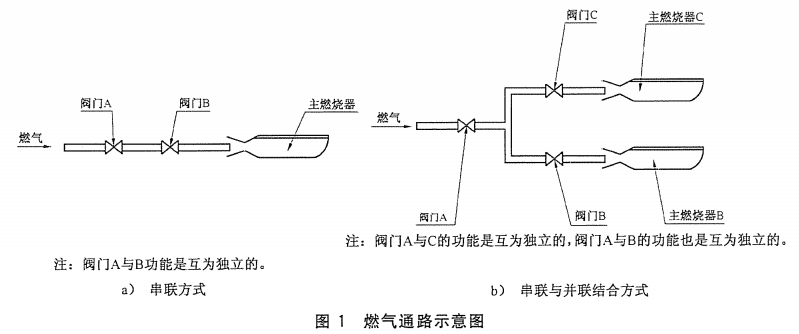 阀门A
阀门B
主燃烧器
燃气
注：阀门A与B功能是互为独立的。
a） 串联方式
阀门C
主燃烧器C
燃气
阀门A
阀门B
主燃烧器B
注：阀门A与C的功能是互为独立的，阀门A与B的功能也是互为独立的。
b） 串联与并联结合方式
图 1 燃气通路示意图